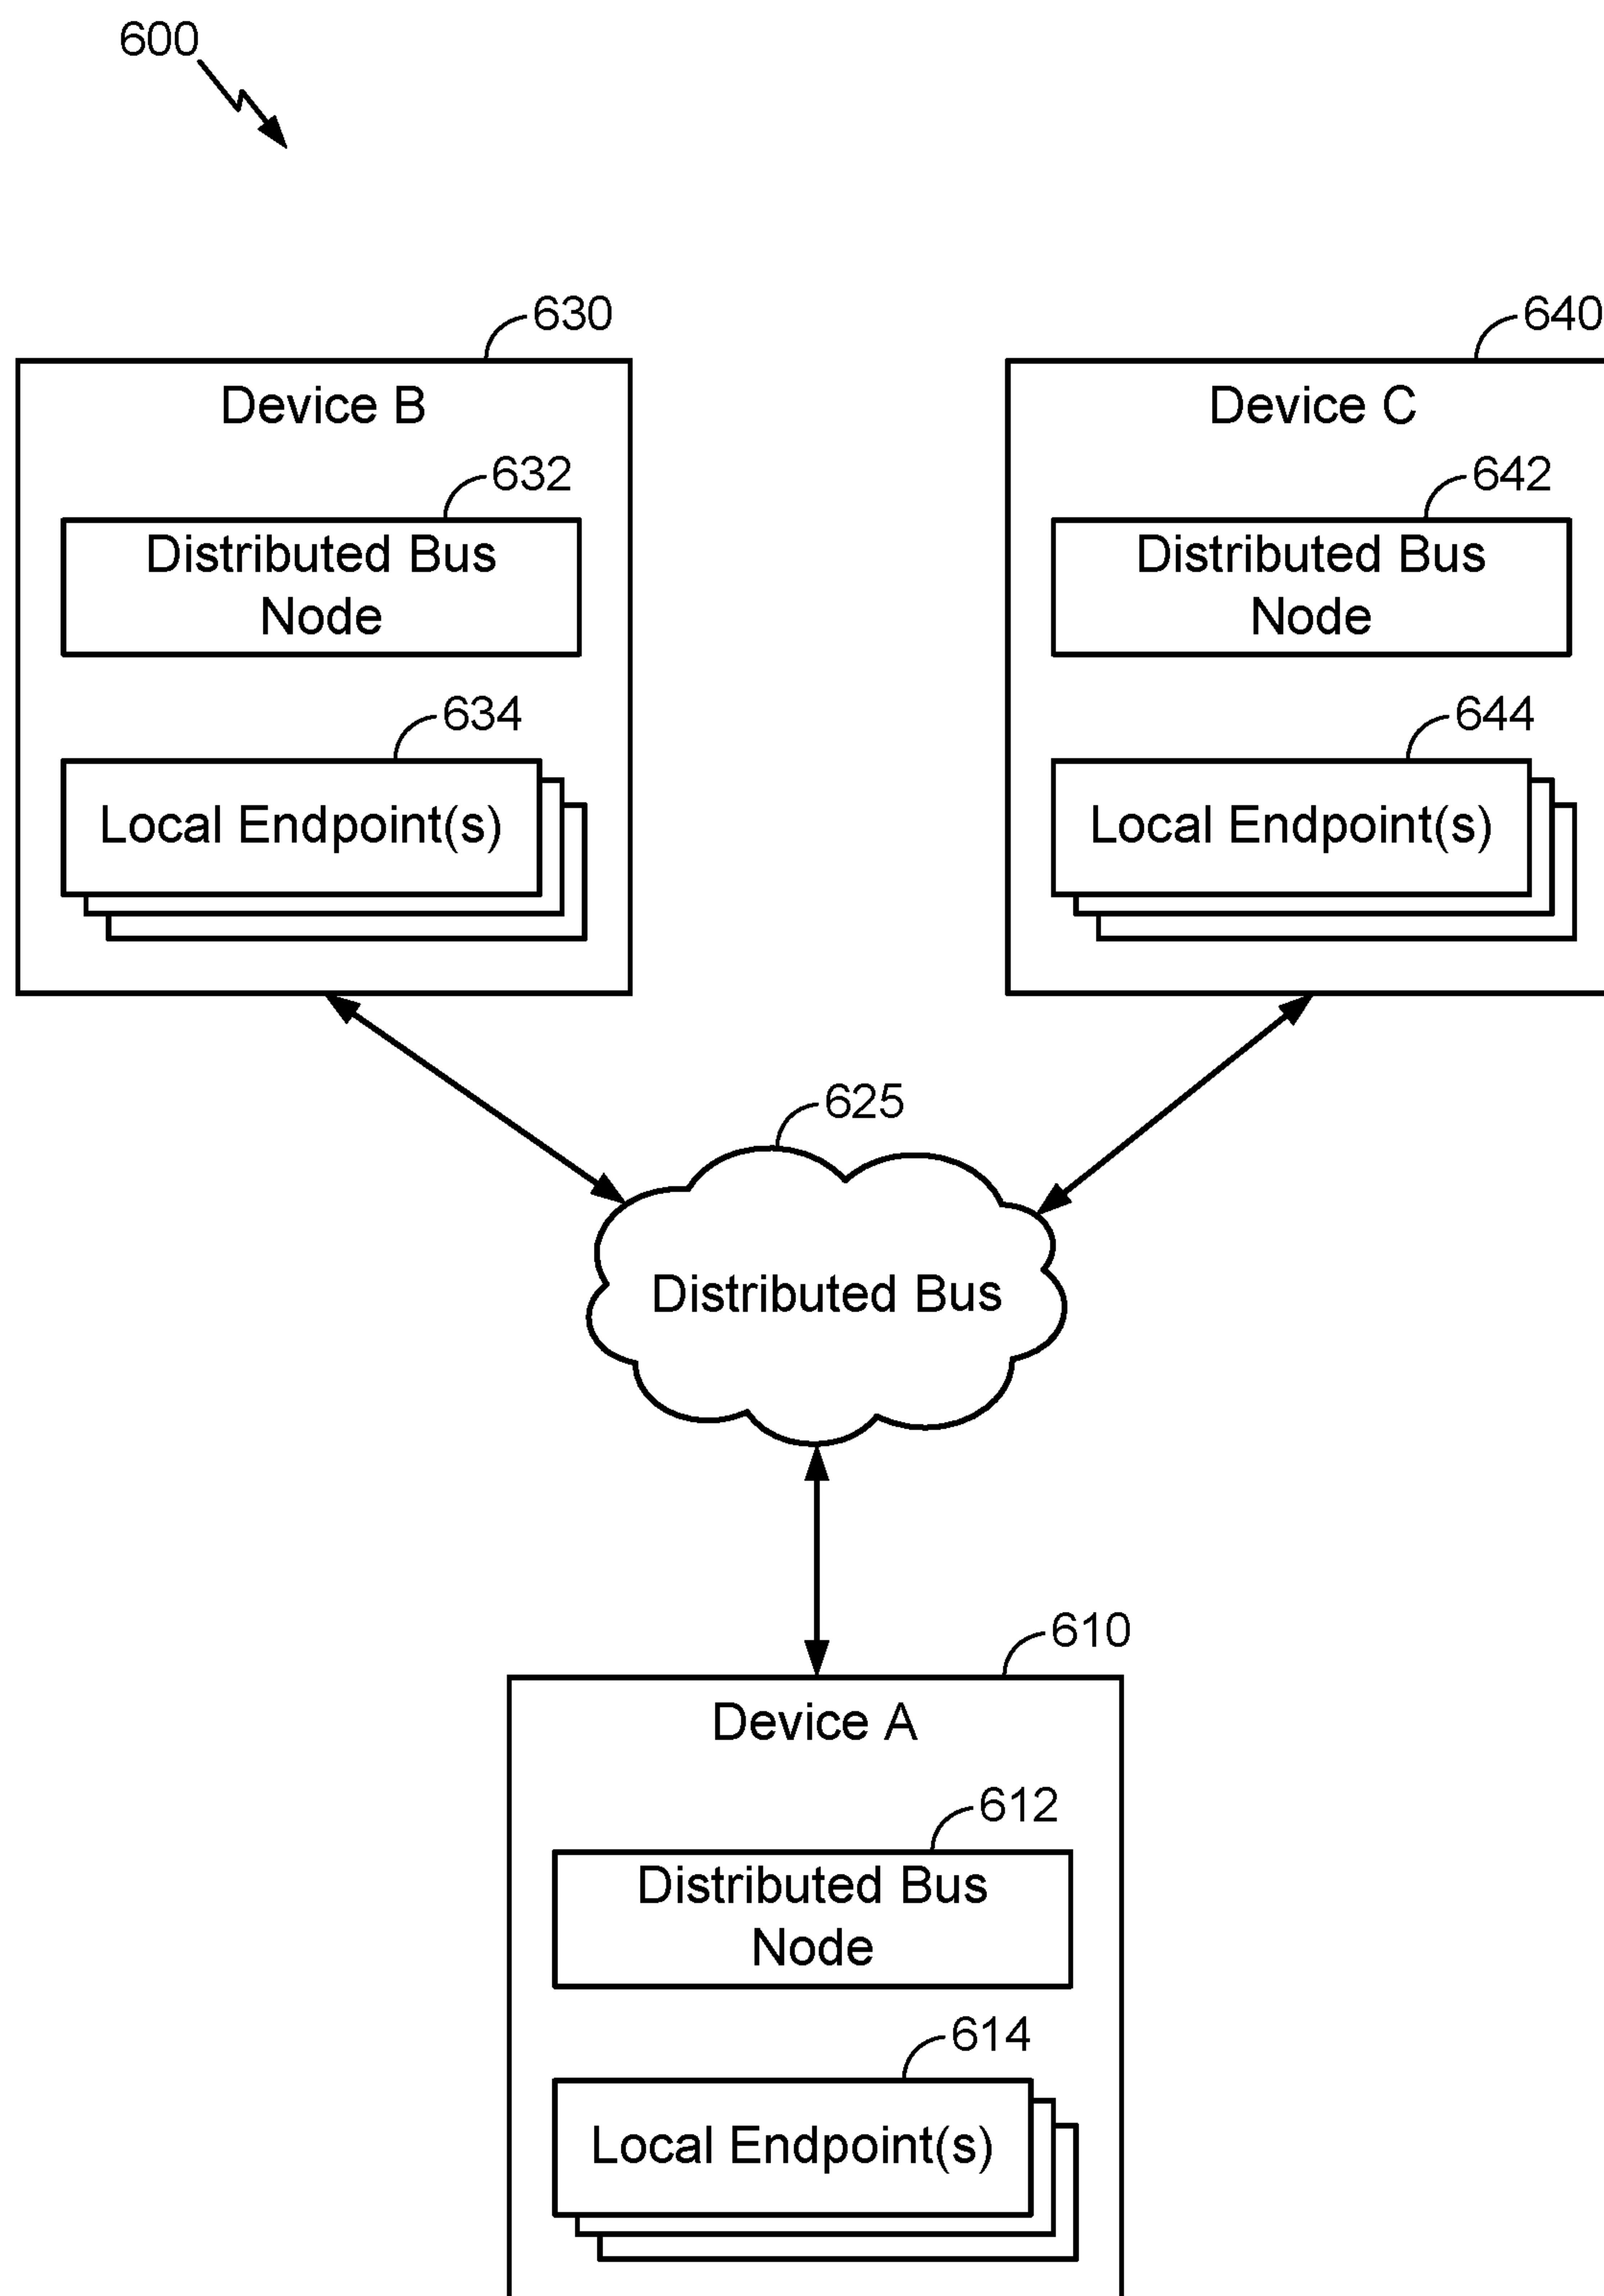 600
630
Device B
632
Distributed Bus
Node
634
Local Endpoint(s)
640
Device C
642
Distributed Bus
Node
644
Local Endpoint(s)
625
Distributed Bus
610
Device A
612
Distributed Bus
Node
614
Local Endpoint(s)